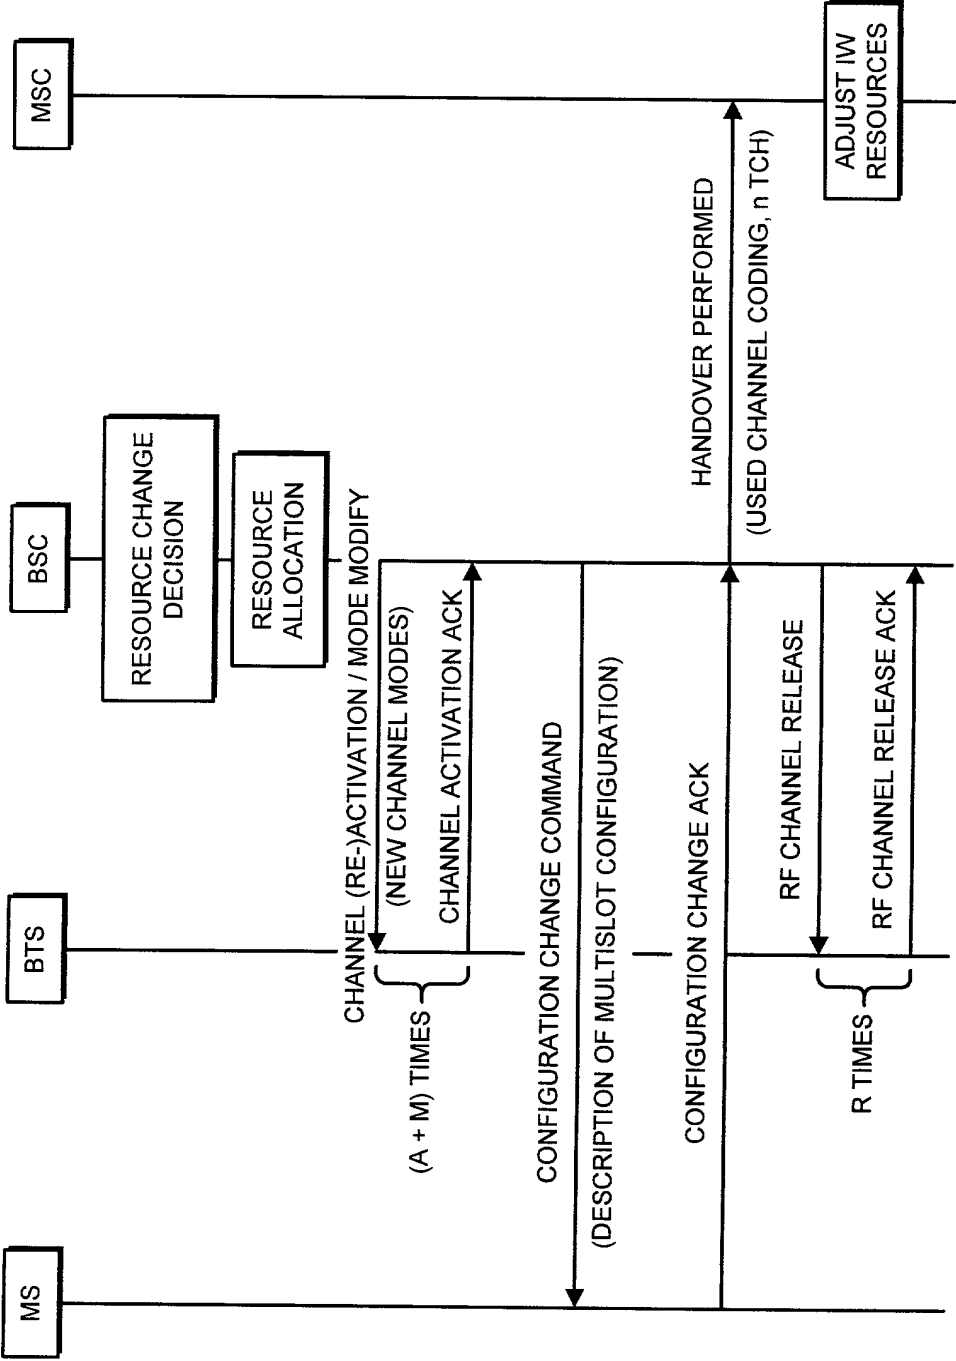 MS
BTS
BSC
MSC
RESOURCE CHANGE
DECISION
RESOURCE
ALLOCATION
CHANNEL (RE-)ACTIVATION / MODE MODIFY
(NEW CHANNEL MODES)
(A + M) TIMES
CHANNEL ACTIVATION ACK
CONFIGURATION CHANGE COMMAND
(DESCRIPTION OF MULTISLOT CONFIGURATION)
CONFIGURATION CHANGE ACK
HANDOVER PERFORMED
(USED CHANNEL CODING, n TCH)
RF CHANNEL RELEASE
R TIMES
RF CHANNEL RELEASE ACK
ADJUST IW
RESOURCES